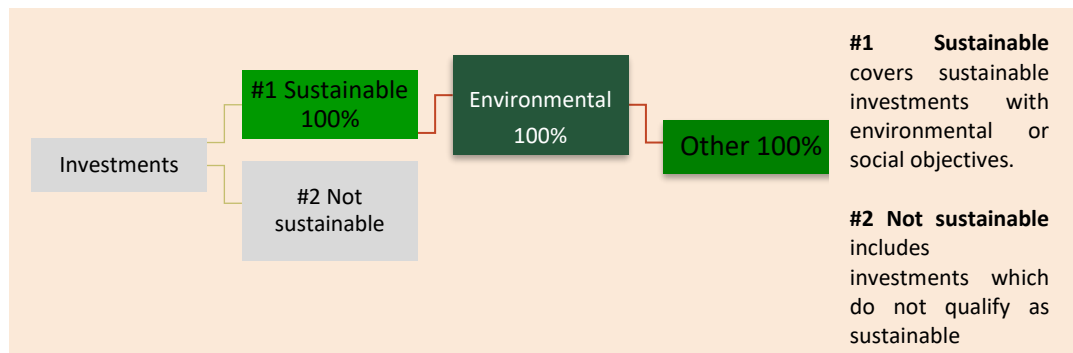 Investments
#1 Sustainable
100%
#2 Not
sustainable
Environmental
100%
Other 100%
#1 Sustainable
covers sustainable
investments with
environmental or
social objectives.
#2 Not sustainable
includes
investments which
do not qualify as
sustainable